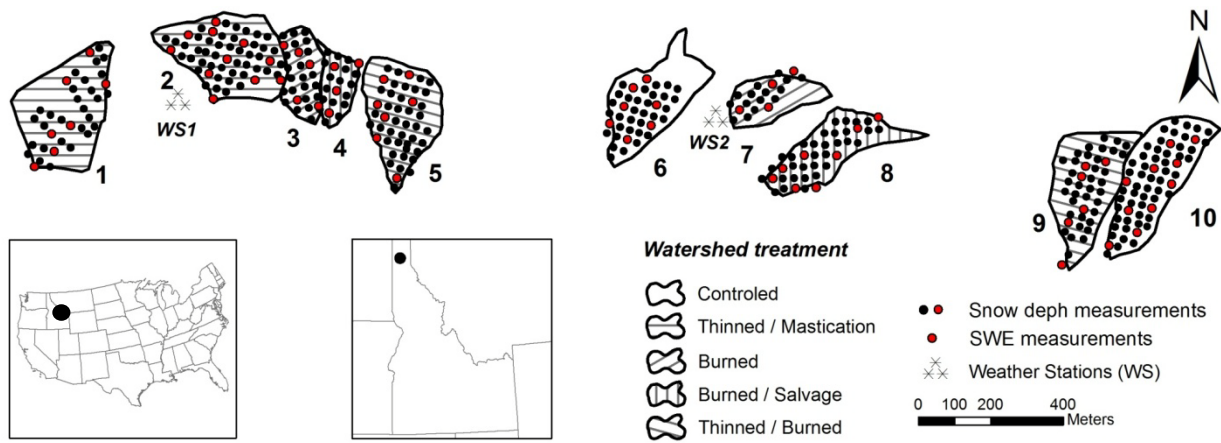 N
1
2
WS1
3
4
5
6
WS2
7
8
9
10
Watershed treatment
Controled
Thinned / Mastication
Burned
Burned / Salvage
Thinned / Burned
Snow deph measurements
SWE measurements
Weather Stations (WS)
0 100 200 400
Meters